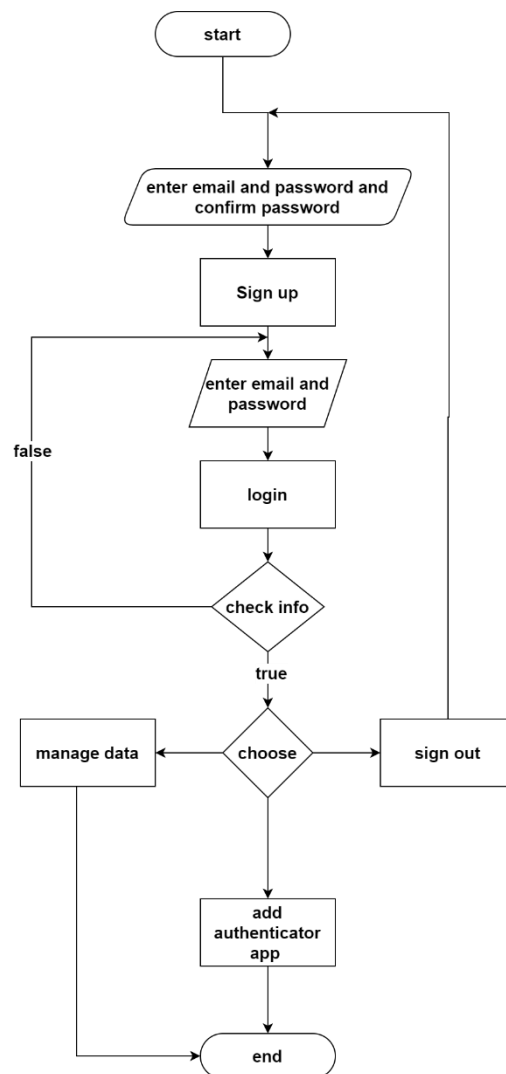 start
enter email and password and
confirm password
Sign up
enter email and
password
false
login
check info
true
manage data
choose
sign out
add
authenticator
app
end